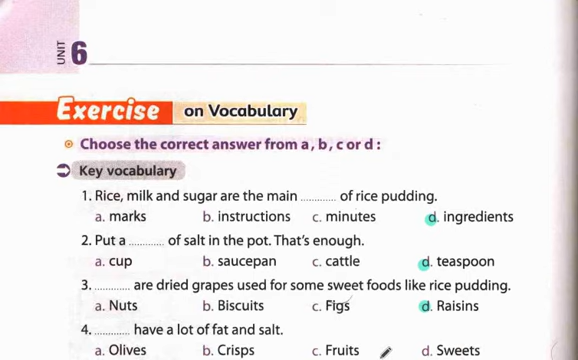 UNIT 6
Exercise on Vocabulary
Choose the correct answer from a, b, c or d :
Key vocabulary
1. Rice, milk and sugar are the main ............ of rice pudding.
a. marks b. instructions c. minutes d. ingredients
2. Put a ............ of salt in the pot. That's enough.
a. cup b. saucepan c. cattle d. teaspoon
3. ............ are dried grapes used for some sweet foods like rice pudding.
a. Nuts b. Biscuits c. Figs d. Raisins
4. ............ have a lot of fat and salt.
a. Olives b. Crisps c. Fruits d. Sweets